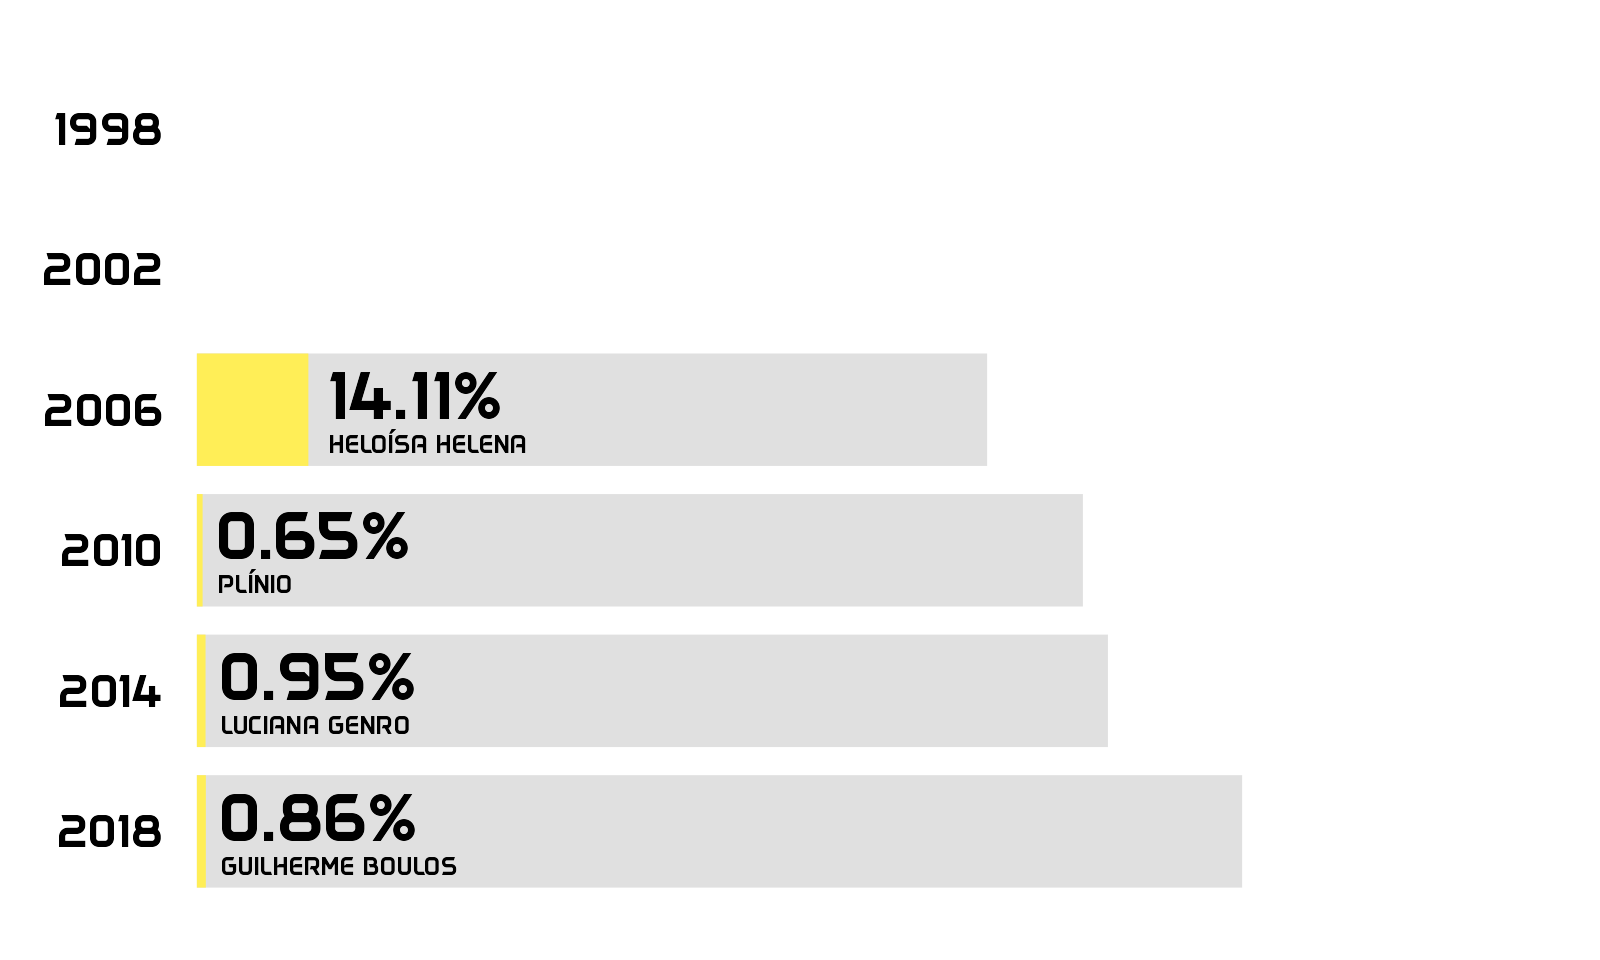 1998
2002
2006
14.11%
HELOÍSA HELENA
2010
0.65%
PLÍNIO
2014
0.95%
LUCIANA GENRO
2018
0.86%
GUILHERME BOULOS